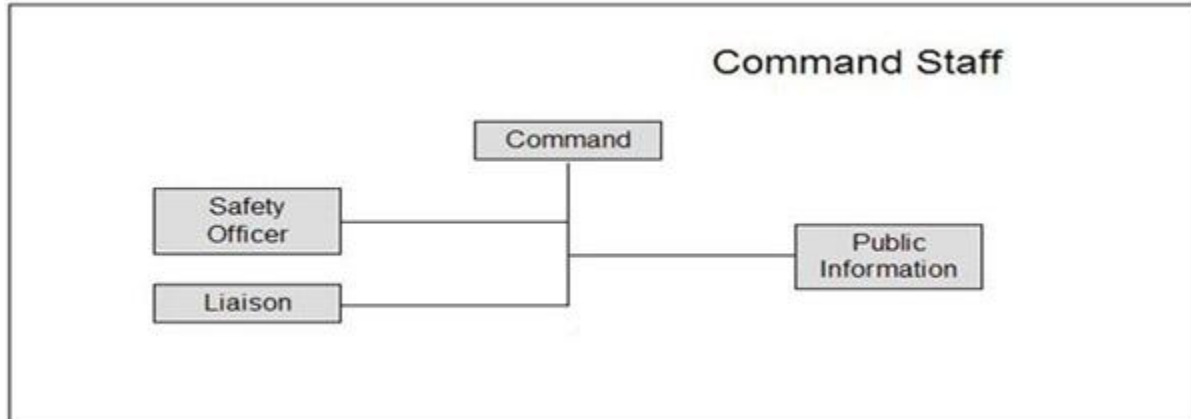 Command Staff
Command
Safety
Officer
Public
Information
Liaison